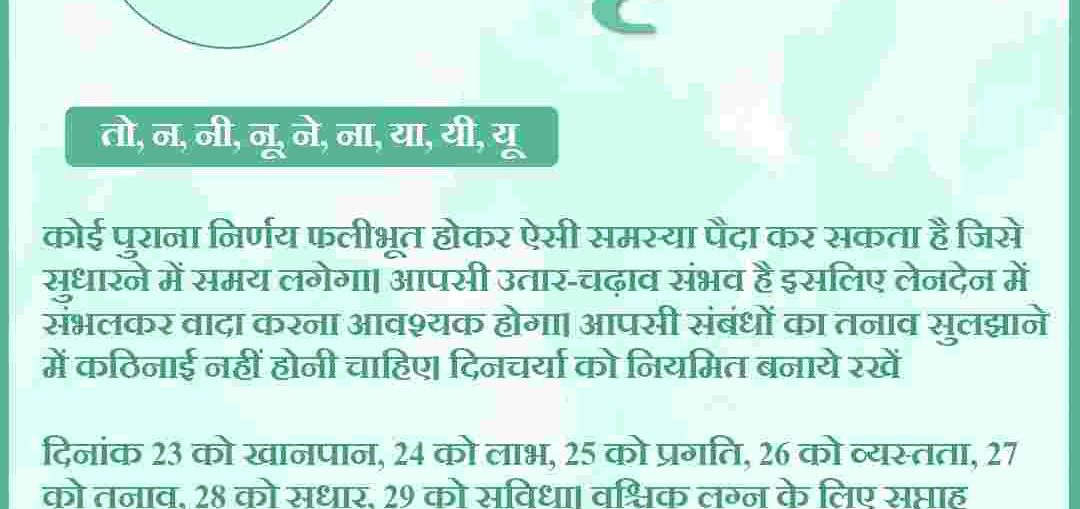 तो, न, नी, नू, ने, ना, या, यी, यू
कोई पुराना निर्णय फलीभूत होकर ऐसी समस्या पैदा कर सकता है जिसे
सुधारने में समय लगेगा| आपसी उतार-चढ़ाव संभव है इसलिए लेनदेन में
संभलकर वादा करना आवश्यक होगा| आपसी संबंधों का तनाव सुलझाने
में कठिनाई नहीं होनी चाहिए| दिनचर्या को नियमित बनाये रखें
दिनांक 23 को खानपान, 24 को लाभ, 25 को प्रगति, 26 को व्यस्तता, 27
को तनाव, 28 को सुधार, 29 को सुविधा| वृश्चिक लग्न के लिए सप्ताह